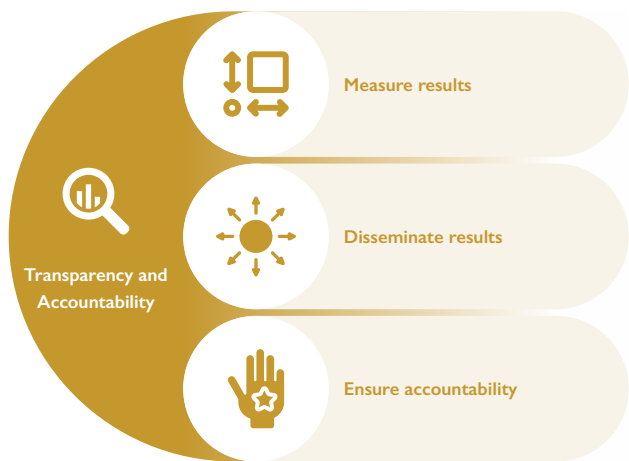 Transparency and
Accountability
Measure results
Disseminate results
Ensure accountability